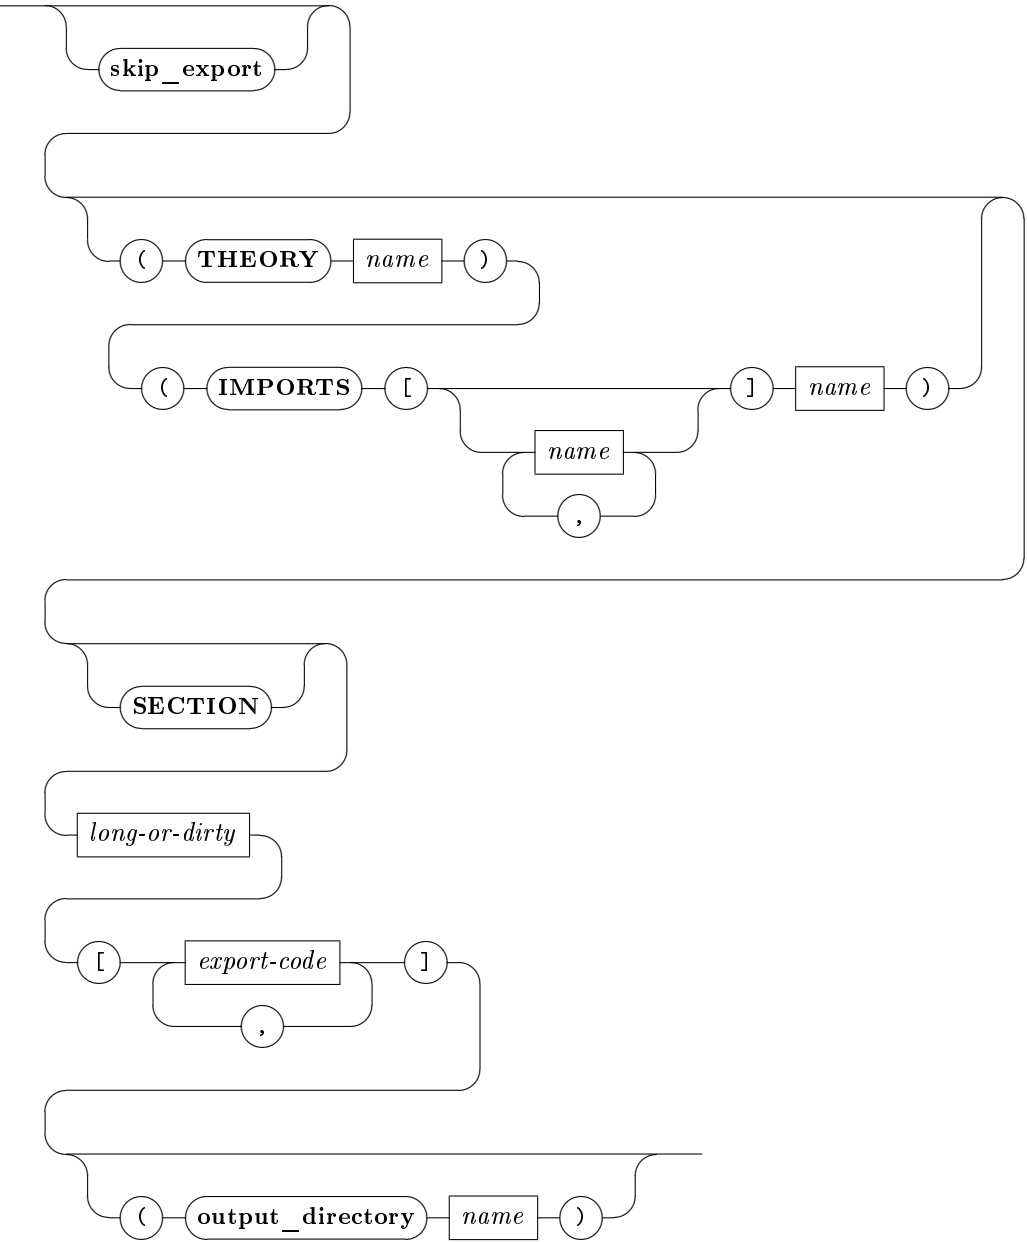 skip_export
( THEORY name )
( IMPORTS [ ] name )
name
,
SECTION
long-or-dirty
[ export-code ]
,
( output_directory name )